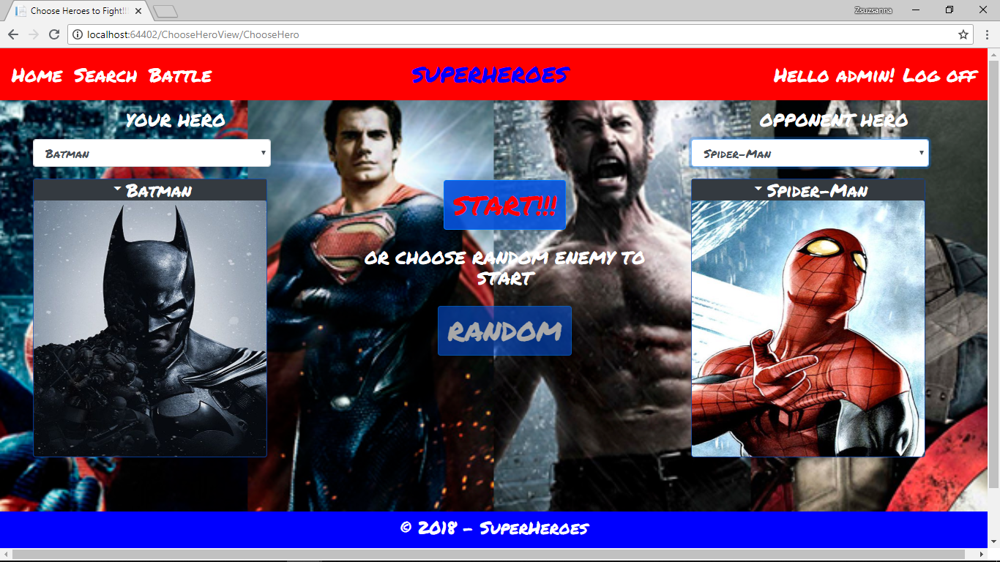 Choose Heroes to Fight!!!
Zsuzsanna
localhost:64402/ChooseHeroView/ChooseHero
Home Search Battle
SUPERHEROES
Hello admin! Log off
YOUR HERO
OPPONENT HERO
Batman
Spider-Man
Batman
Spider-Man
START!!!
OR CHOOSE RANDOM ENEMY TO
START
RANDOM
© 2018 - SuperHeroes